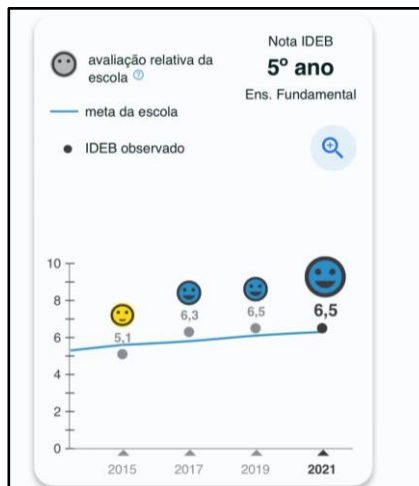 avaliação relativa da
escola ?
meta da escola
IDEB observado
Nota IDEB
5º ano
Ens. Fundamental
10
8
6
4
2
0
5,1
6,3
6,5
6,5
2015
2017
2019
2021